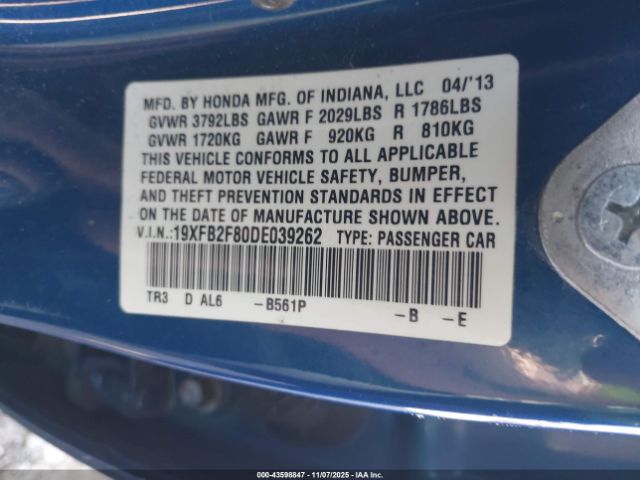 MFD. BY HONDA MFG. OF INDIANA, LLC 04/'13
GVWR 3792LBS GAWR F 2029LBS R 1786LBS
GVWR 1720KG GAWR F 920KG R 810KG
THIS VEHICLE CONFORMS TO ALL APPLICABLE
FEDERAL MOTOR VEHICLE SAFETY, BUMPER,
AND THEFT PREVENTION STANDARDS IN EFFECT
ON THE DATE OF MANUFACTURE SHOWN ABOVE.
V.I.N.:19XFB2F80DE039262 TYPE: PASSENGER CAR
TR3 D AL6 -B561P -B -E
000-43598847 - 11/07/2025 - IAAI.COM